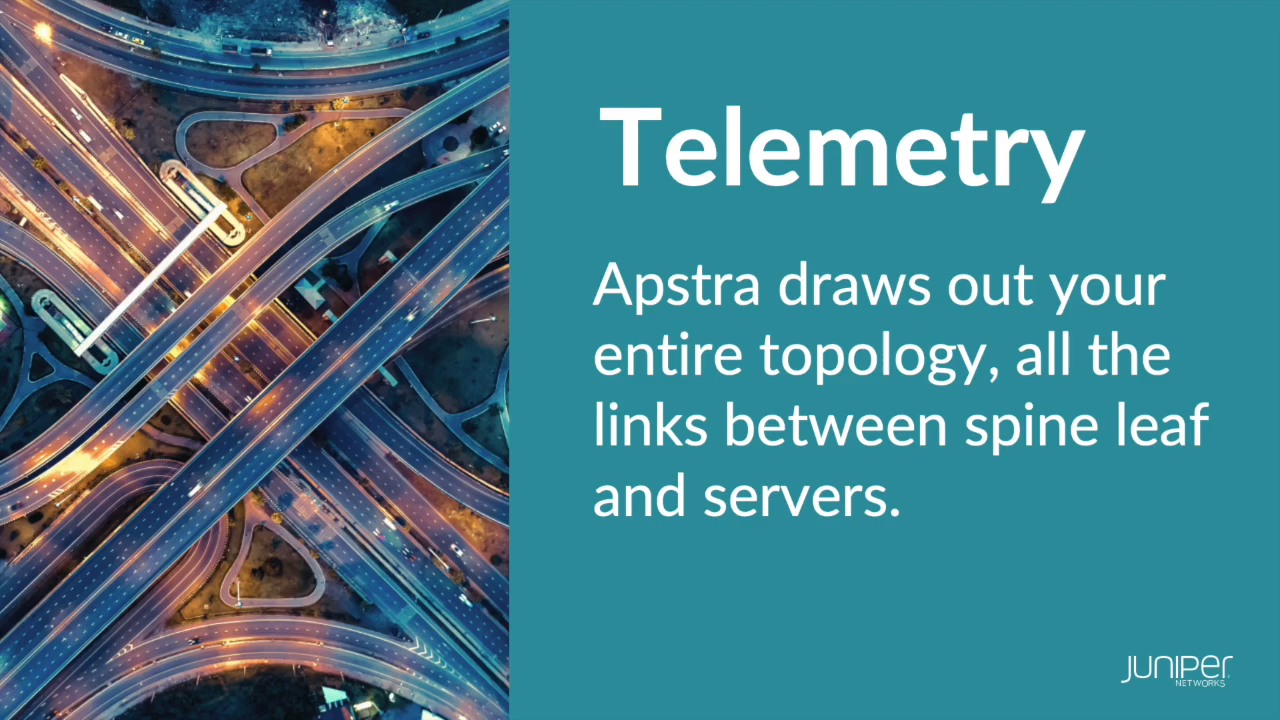 Telemetry
Apstra draws out your
entire topology, all the
links between spine leaf
and servers.
JUNIPER
NETWORKS